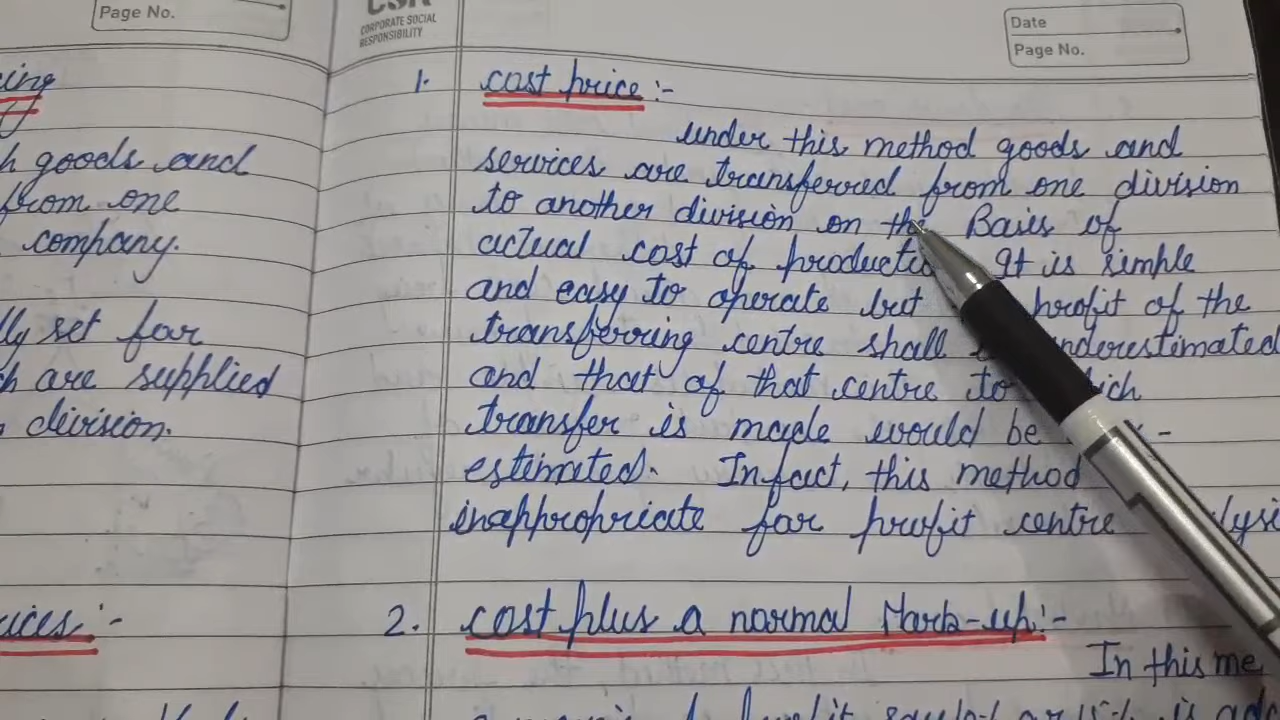 Page No.
CORPORATE SOCIAL
RESPONSIBILITY
Date
Page No.
goods and
from one
company.
set for
are supplied
division.
1. cost price :-
under this method goods and
services are transferred from one division
to another division on the Basis of
actual cost of It is simple
and easy to operate but profit of the
transferring centre shall underestimated
and that of that centre to
transfer is made would be -
estimated. In fact, this method
inappropriate for profit centre
2. cost plus a normal Mark-up :-
In this me